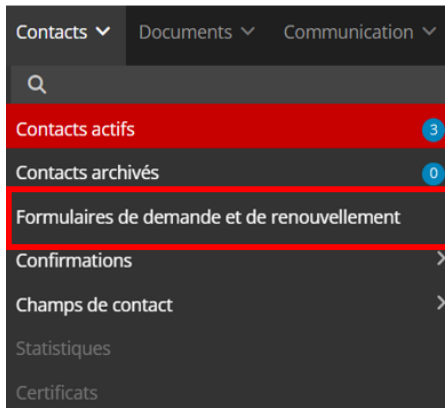 Contacts Documents Communication
Contacts actifs 3
Contacts archivés 0
Formulaires de demande et de renouvellement
Confirmations
Champs de contact
Statistiques
Certificats